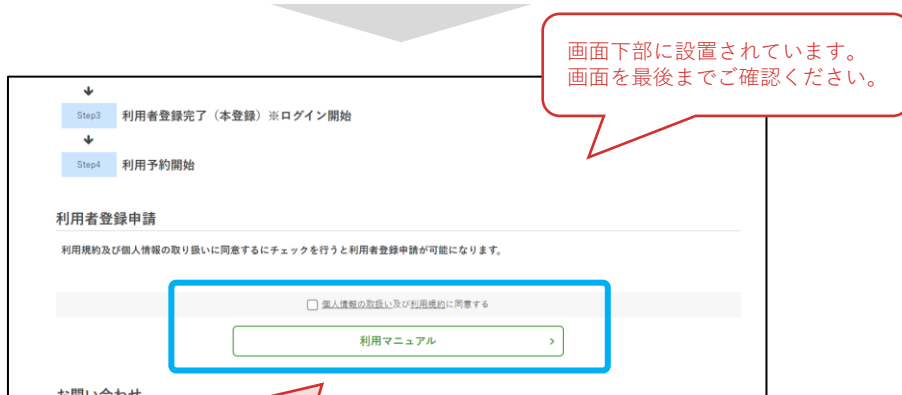 画面下部に設置されています。
画面を最後までご確認ください。
Step3 利用者登録完了（本登録）※ログイン開始
Step4 利用予約開始
利用者登録申請
利用規約及び個人情報の取り扱いに同意するにチェックを行うと利用者登録申請が可能になります。
個人情報の取扱い及び利用規約に同意する
利用マニュアル
お問い合わせ